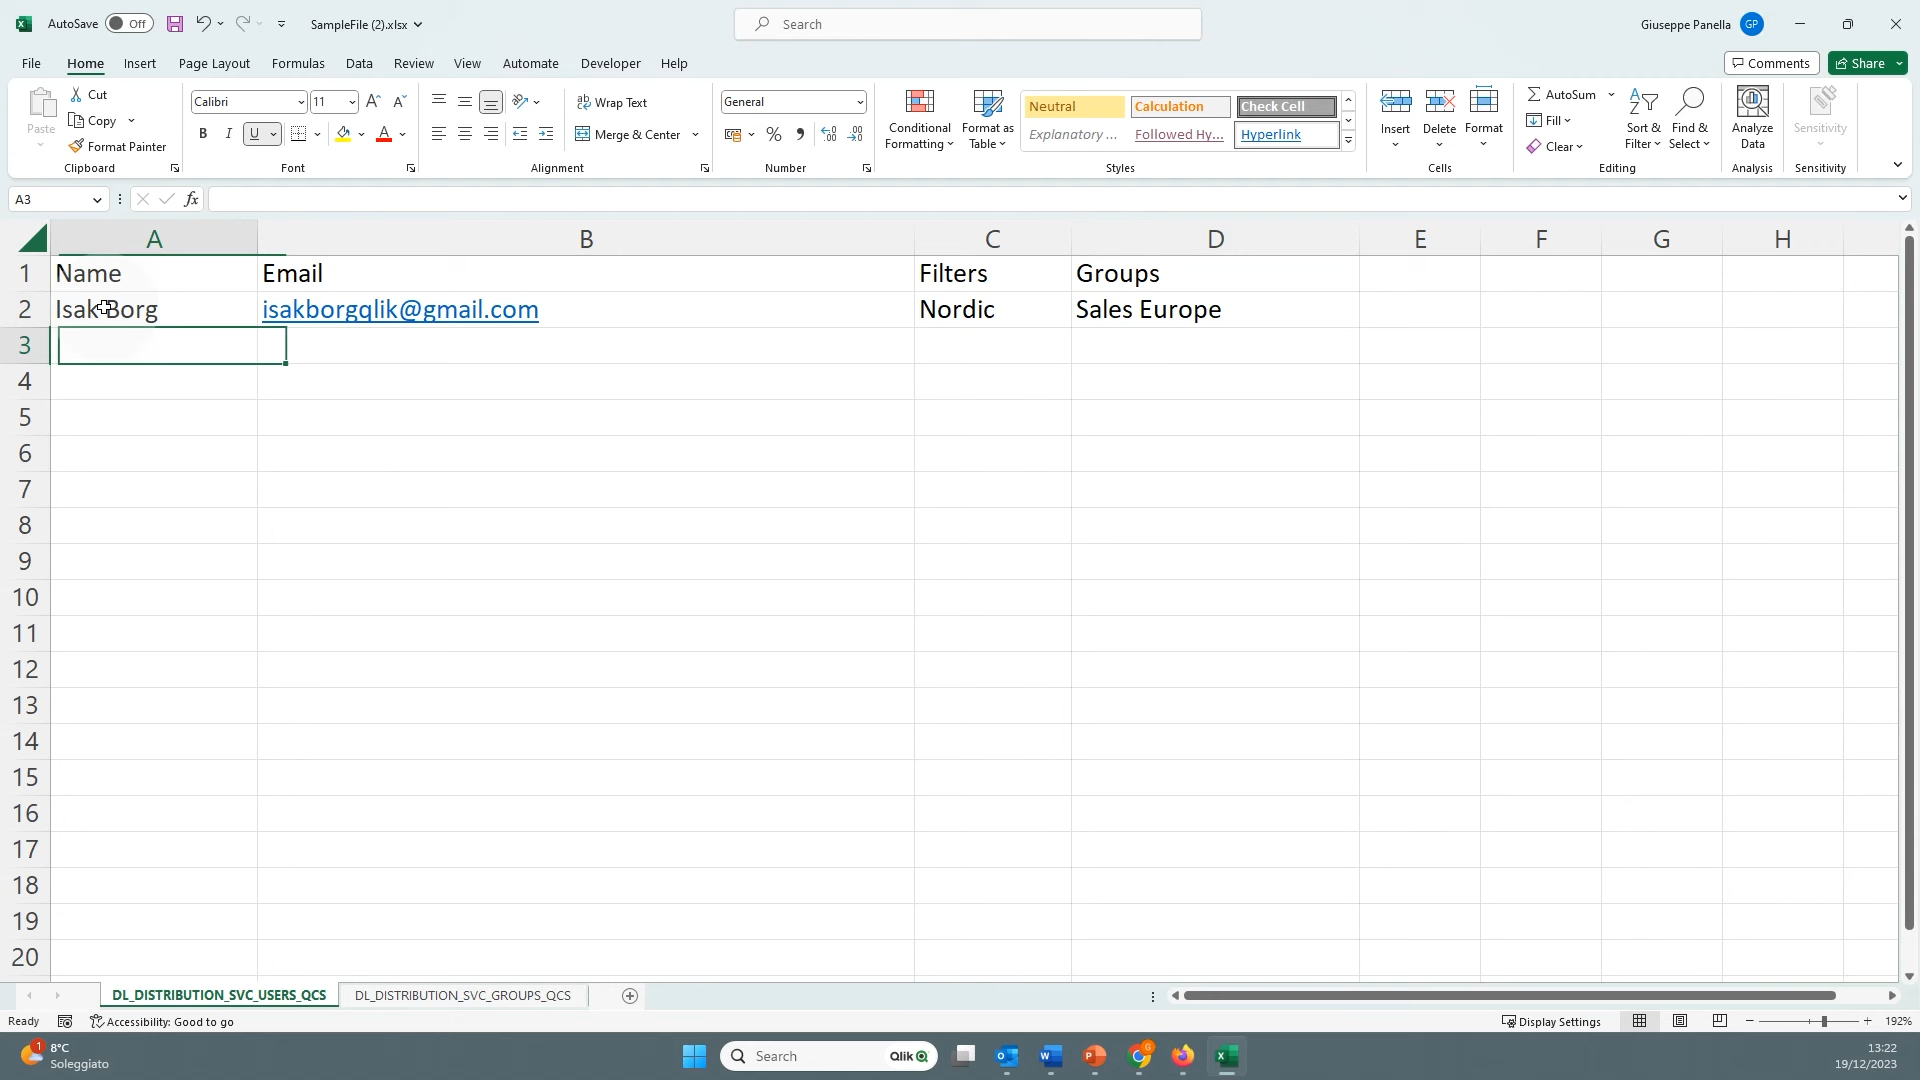 AutoSave Off SampleFile (2).xlsx Search Giuseppe Panella GP
File Home Insert Page Layout Formulas Data Review View Automate Developer Help Comments Share
Paste Cut Copy Format Painter Clipboard
Calibri 11 B I U A Font
Wrap Text Merge & Center Alignment
General % Number
Conditional Formatting Format as Table
Neutral Calculation Check Cell
Explanatory ... Followed Hy... Hyperlink
Styles
Insert Delete Format Cells
AutoSum Fill Clear Sort & Filter Find & Select Editing
Analyze Data Analysis
Sensitivity Sensitivity
A3 fx
A B C D E F G H
1 Name Email Filters Groups
2 Isak Borg isakborgqlik@gmail.com Nordic Sales Europe
3
4
5
6
7
8
9
10
11
12
13
14
15
16
17
18
19
20
DL_DISTRIBUTION_SVC_USERS_QCS DL_DISTRIBUTION_SVC_GROUPS_QCS
Ready Accessibility: Good to go Display Settings 192%
1 8°C Search Qlik 13:22
Soleggiato 19/12/2023